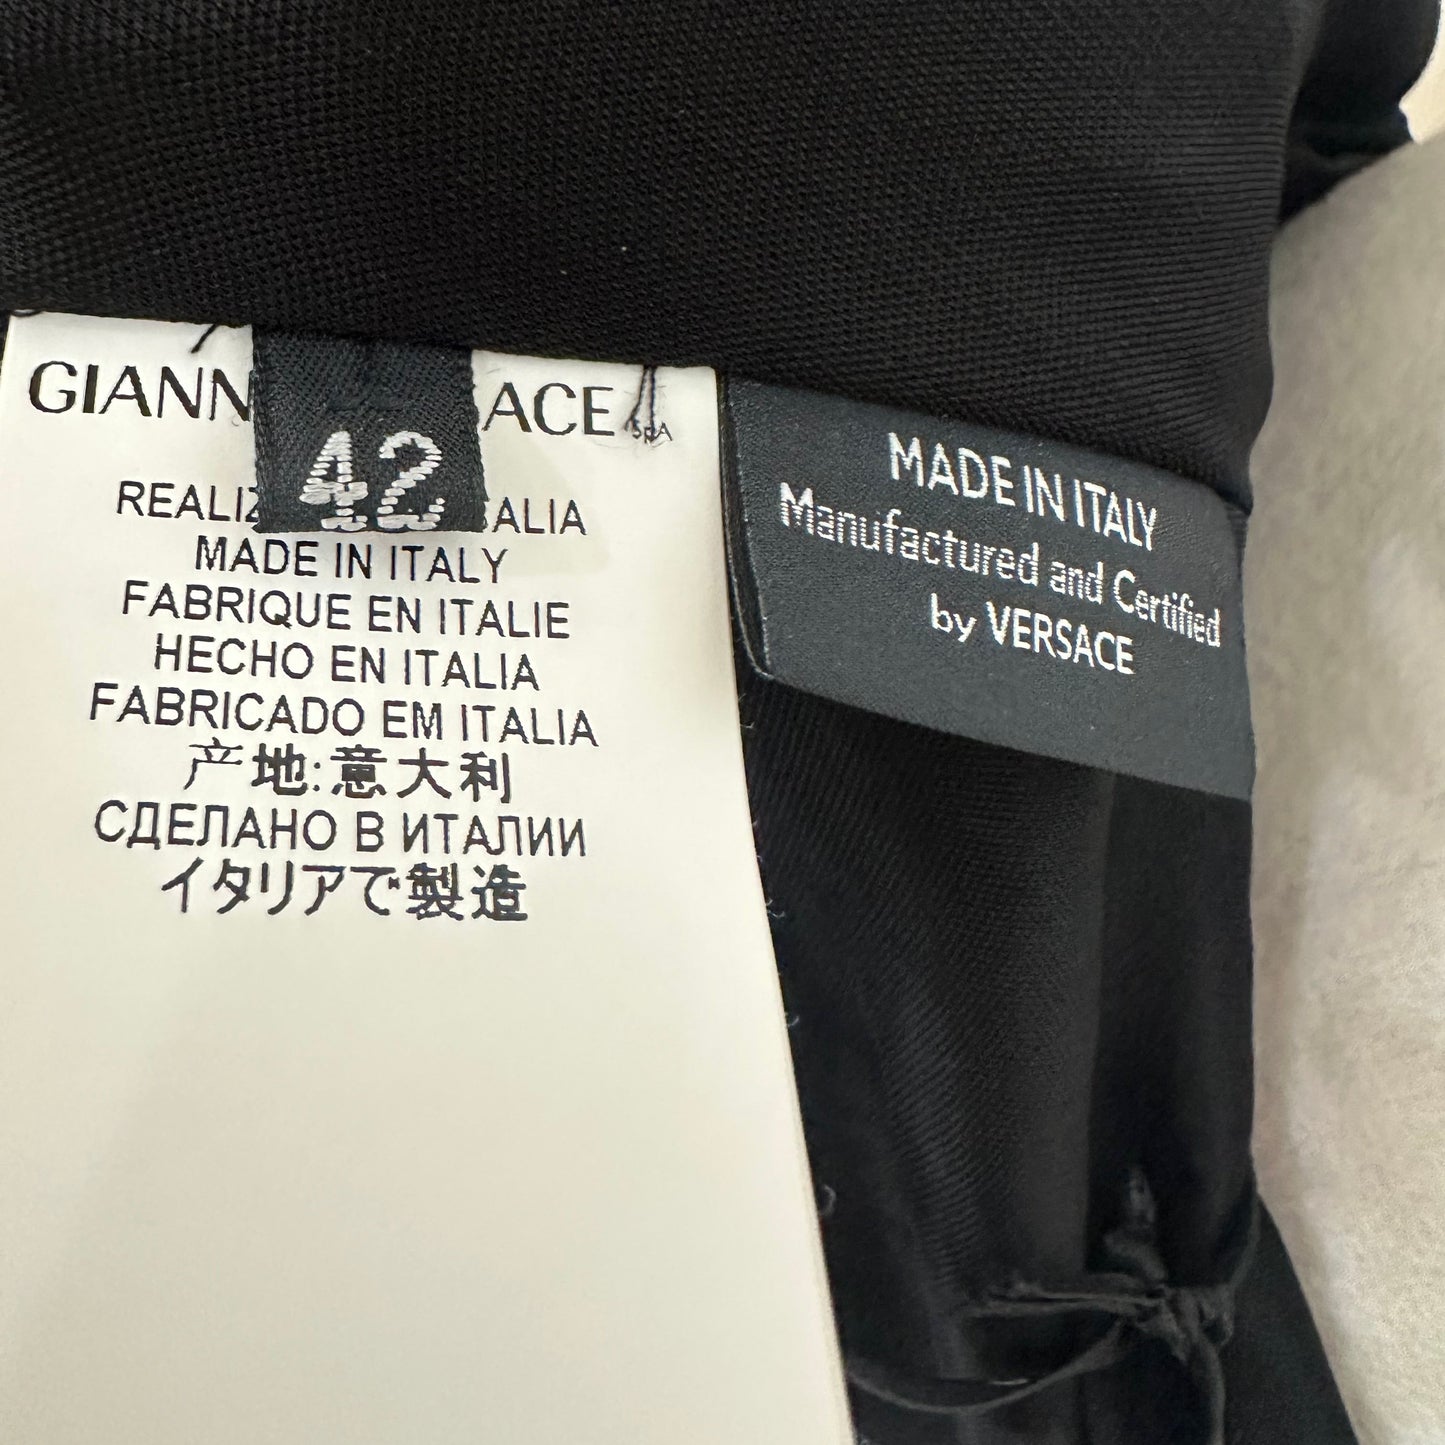 GIANN ACE SPA
42
REALIZ ALIA
MADE IN ITALY
FABRIQUE EN ITALIE
HECHO EN ITALIA
FABRICADO EM ITALIA
产地:意大利
СДЕЛАНО В ИТАЛИИ
イタリアで製造
MADE IN ITALY
Manufactured and Certified
by VERSACE